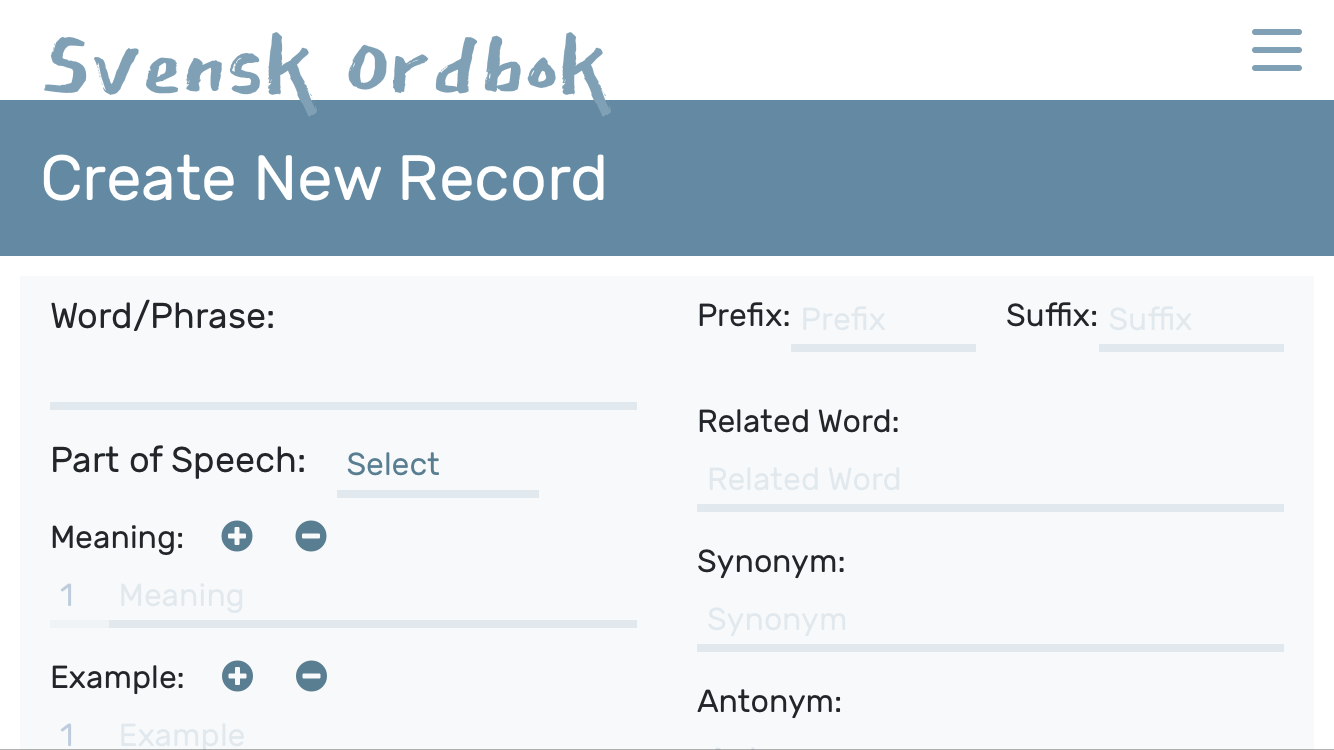 Svensk Ordbok
Create New Record
Word/Phrase:
Part of Speech: Select
Meaning:
1 Meaning
Example:
1 Example
Prefix: Prefix Suffix: Suffix
Related Word:
Related Word
Synonym:
Synonym
Antonym: